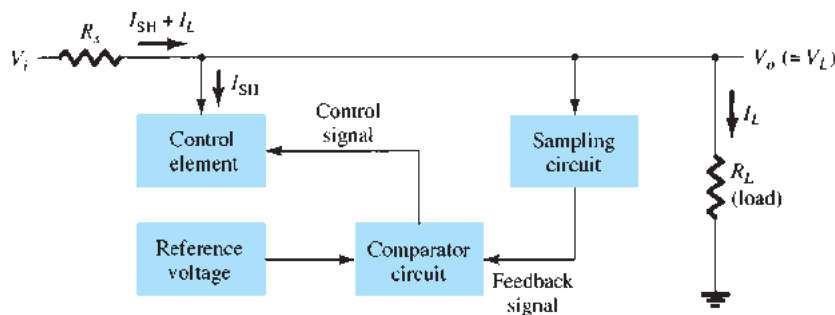 I_SH + I_L
R_s
V_i
V_o (= V_L)
I_SH
I_L
Control
signal
Control
element
Sampling
circuit
R_L
(load)
Reference
voltage
Comparator
circuit
Feedback
signal